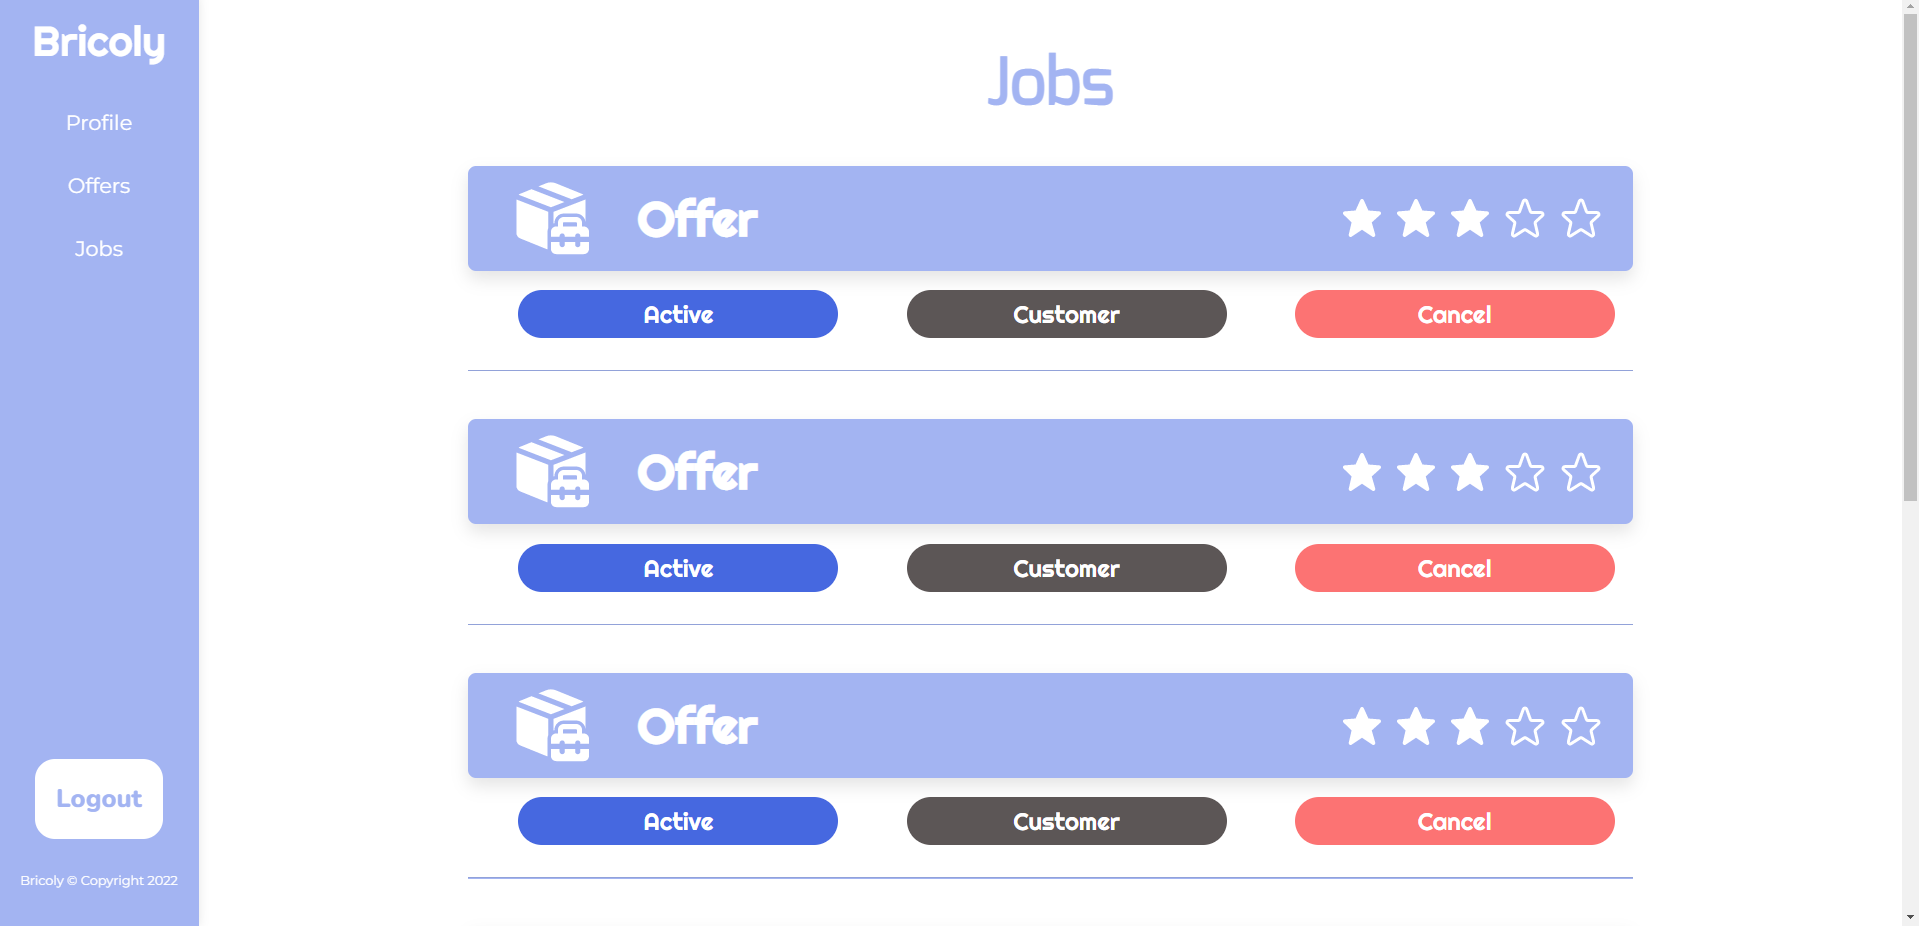 Bricoly
Profile
Offers
Jobs
Logout
Bricoly © Copyright 2022
Jobs
Offer
Active
Customer
Cancel
Offer
Active
Customer
Cancel
Offer
Active
Customer
Cancel